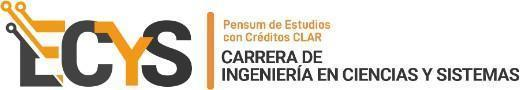 ECYS
Pensum de Estudios
con Créditos CLAR
CARRERA DE
INGENIERÍA EN CIENCIAS Y SISTEMAS